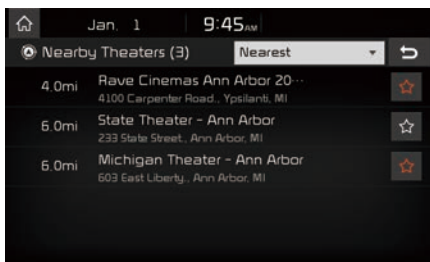 Jan. 1 9:45AM
Nearby Theaters (3) Nearest
4.0mi Rave Cinemas Ann Arbor 20···
4100 Carpenter Road., Ypsilanti, MI
6.0mi State Theater - Ann Arbor
233 State Street., Ann Arbor, MI
6.0mi Michigan Theater - Ann Arbor
603 East Liberty., Ann Arbor, MI